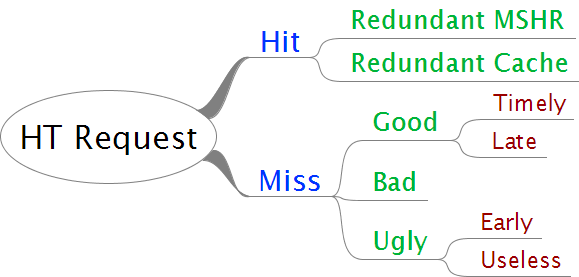 HT Request
Hit
Redundant MSHR
Redundant Cache
Miss
Good
Timely
Late
Bad
Ugly
Early
Useless